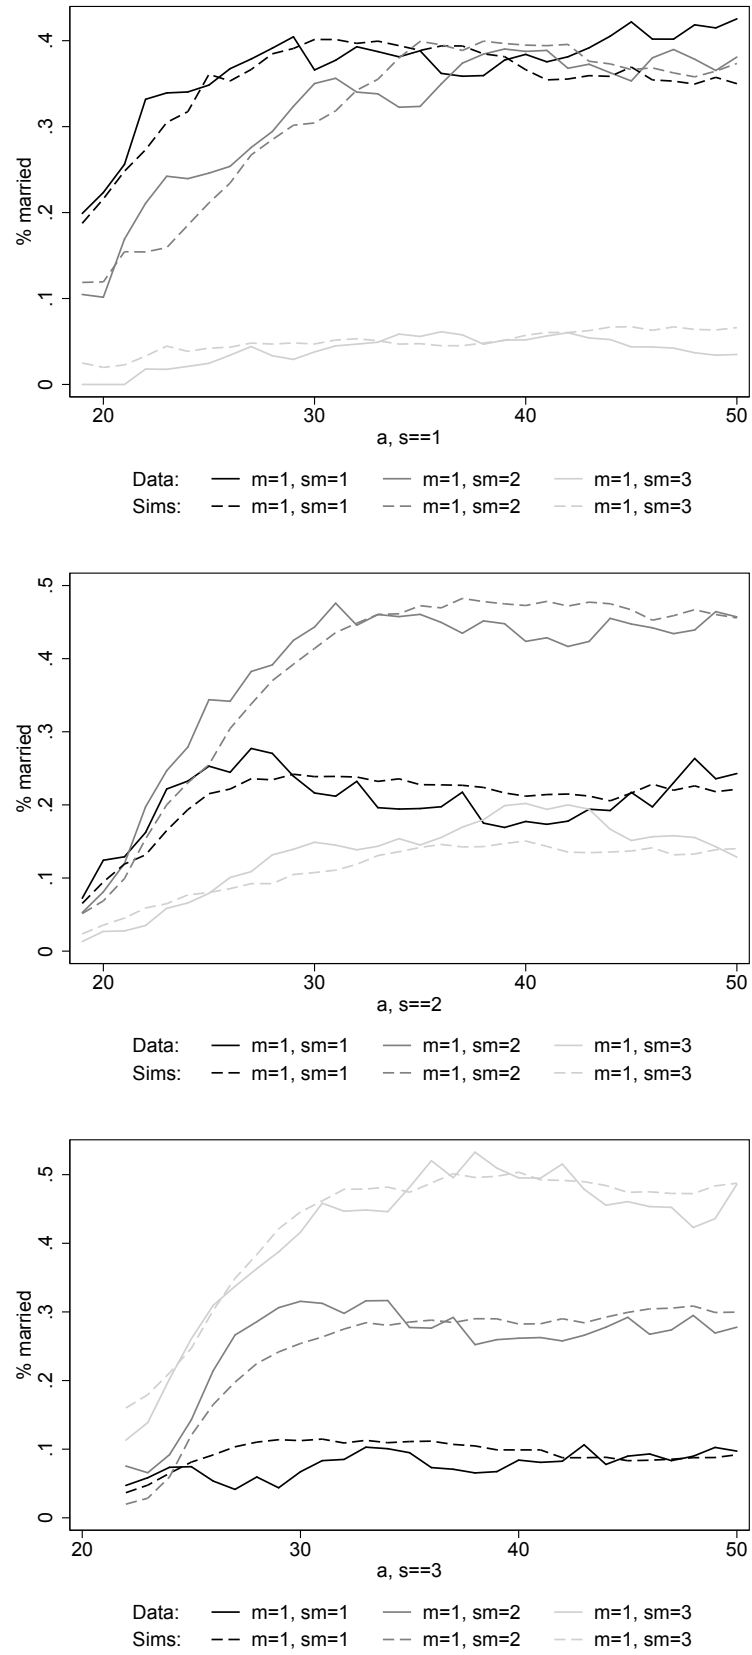 % married
.4
.3
.2
.1
0
20 30 40 50
a, s==1
Data: m=1, sm=1 m=1, sm=2 m=1, sm=3
Sims: m=1, sm=1 m=1, sm=2 m=1, sm=3
% married
.5
.4
.3
.2
.1
0
20 30 40 50
a, s==2
Data: m=1, sm=1 m=1, sm=2 m=1, sm=3
Sims: m=1, sm=1 m=1, sm=2 m=1, sm=3
% married
.5
.4
.3
.2
.1
0
20 30 40 50
a, s==3
Data: m=1, sm=1 m=1, sm=2 m=1, sm=3
Sims: m=1, sm=1 m=1, sm=2 m=1, sm=3